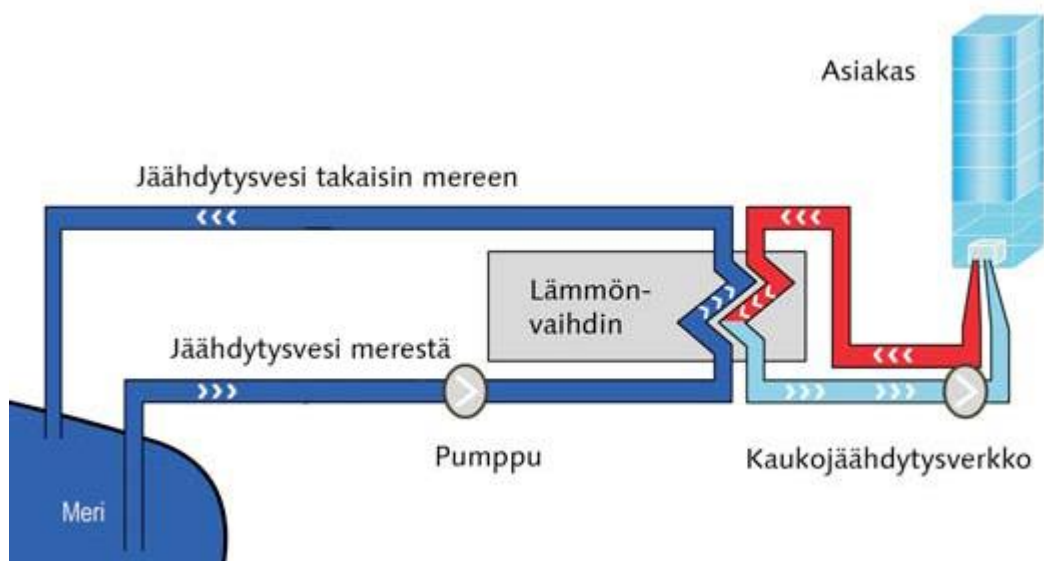 Asiakas
Jäähdytysvesi takaisin mereen
Lämmön-
vaihdin
Jäähdytysvesi merestä
Pumppu
Kaukojäähdytysverkko
Meri